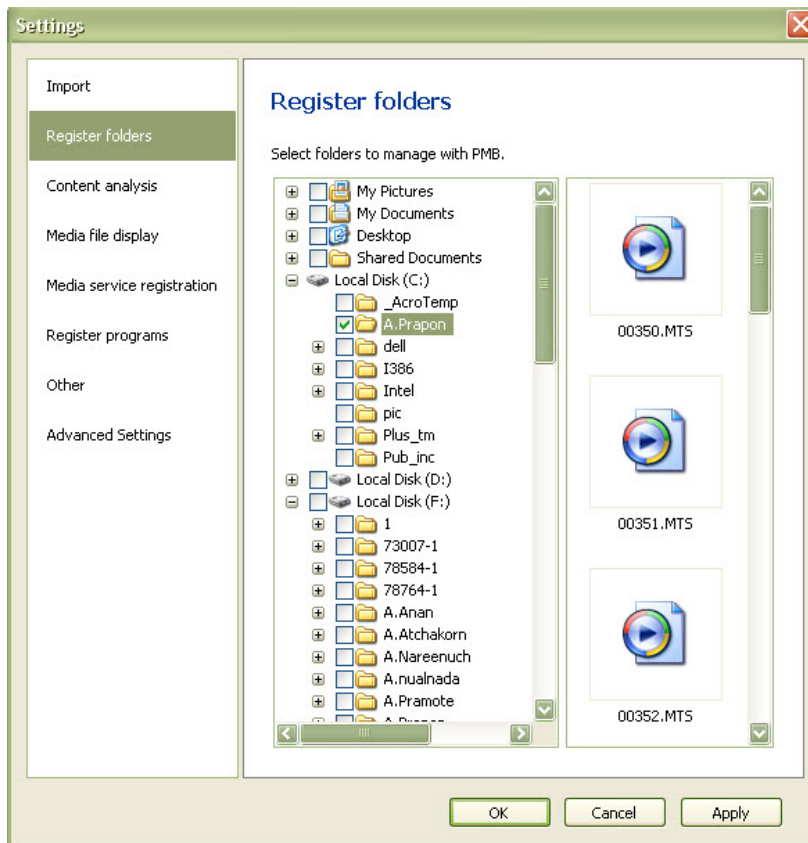 Settings
Import
Register folders
Content analysis
Media file display
Media service registration
Register programs
Other
Advanced Settings
Register folders
Select folders to manage with PMB.
My Pictures
My Documents
Desktop
Shared Documents
Local Disk (C:)
_AcroTemp
A.Prapon
dell
I386
Intel
pic
Plus_tm
Pub_inc
Local Disk (D:)
Local Disk (F:)
1
73007-1
78584-1
78764-1
A.Anan
A.Atchakorn
A.Nareenuch
A.nualnada
A.Pramote
00350.MTS
00351.MTS
00352.MTS
OK
Cancel
Apply